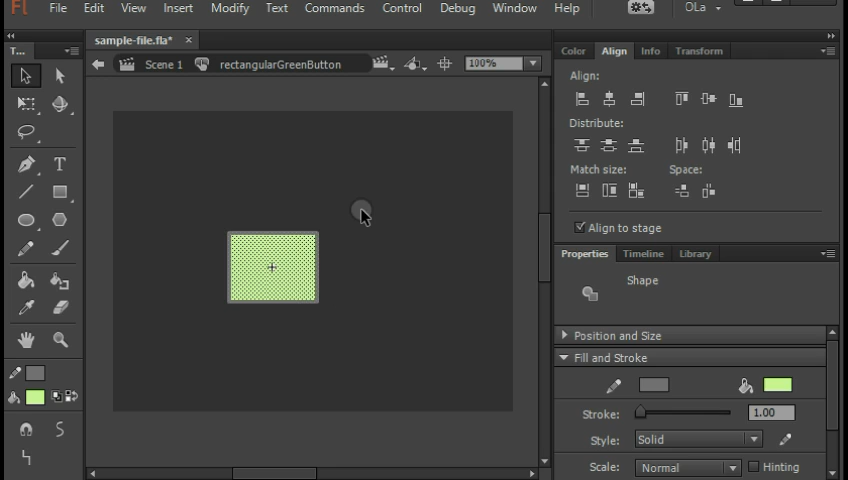 Fl File Edit View Insert Modify Text Commands Control Debug Window Help OLa
T... sample-file.fla* × Color Align Info Transform
Scene 1 rectangularGreenButton 100%
Align:
Distribute:
Match size: Space:
Align to stage
Properties Timeline Library
Shape
Position and Size
Fill and Stroke
Stroke: 1.00
Style: Solid
Scale: Normal Hinting